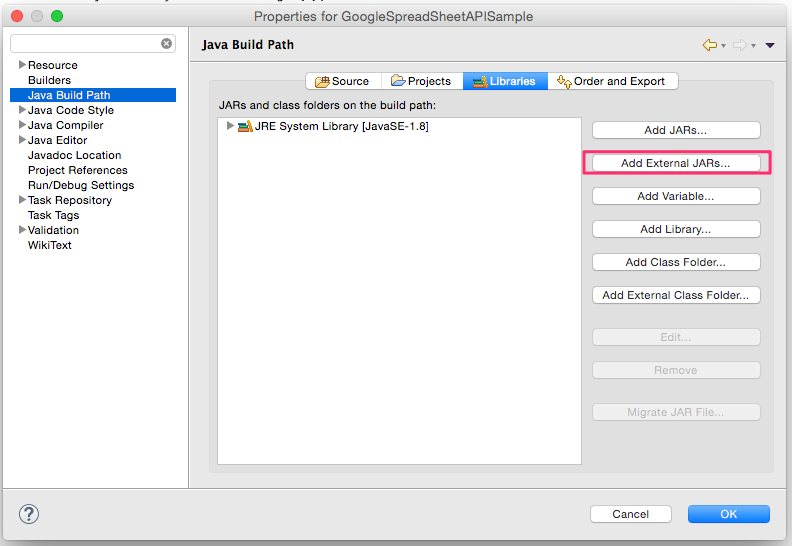 Properties for GoogleSpreadSheetAPISample
Java Build Path
Resource
Builders
Java Build Path
Java Code Style
Java Compiler
Java Editor
Javadoc Location
Project References
Run/Debug Settings
Task Repository
Task Tags
Validation
WikiText
Source Projects Libraries Order and Export
JARs and class folders on the build path:
JRE System Library [JavaSE-1.8]
Add JARs...
Add External JARs...
Add Variable...
Add Library...
Add Class Folder...
Add External Class Folder...
Edit...
Remove
Migrate JAR File...
?
Cancel OK